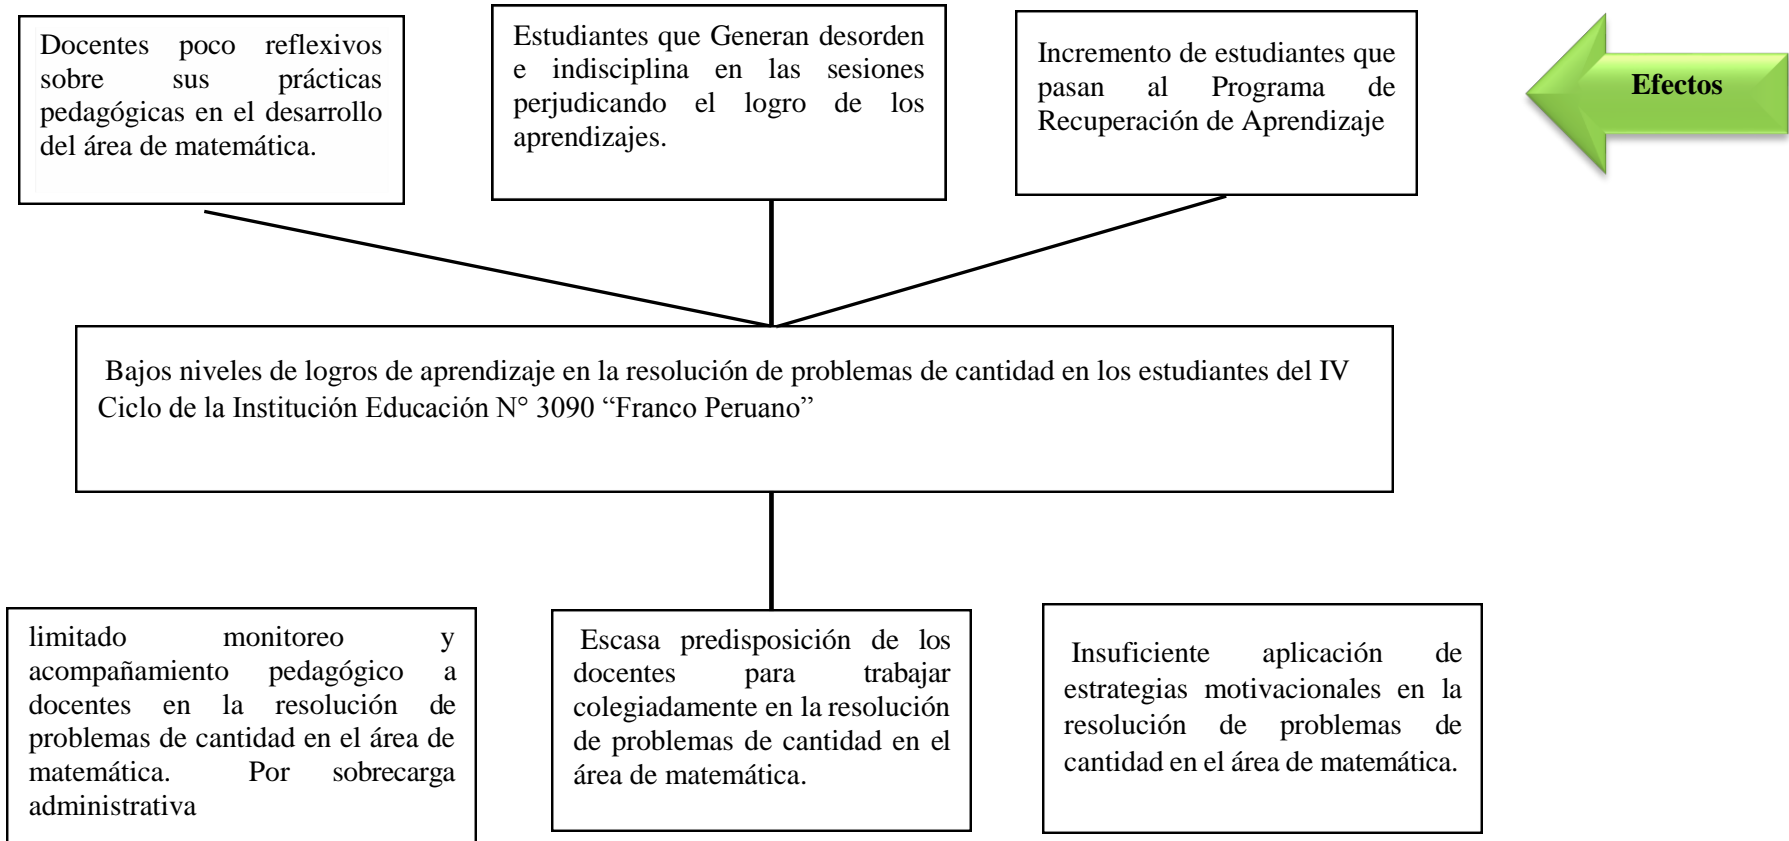 Docentes poco reflexivos
sobre sus prácticas
pedagógicas en el desarrollo
del área de matemática.
Estudiantes que Generan desorden
e indisciplina en las sesiones
perjudicando el logro de los
aprendizajes.
Incremento de estudiantes que
pasan al Programa de
Recuperación de Aprendizaje
Efectos
Bajos niveles de logros de aprendizaje en la resolución de problemas de cantidad en los estudiantes del IV
Ciclo de la Institución Educación N° 3090 “Franco Peruano”
limitado monitoreo y
acompañamiento pedagógico a
docentes en la resolución de
problemas de cantidad en el área de
matemática. Por sobrecarga
administrativa
Escasa predisposición de los
docentes para trabajar
colegiadamente en la resolución
de problemas de cantidad en el
área de matemática.
Insuficiente aplicación de
estrategias motivacionales en la
resolución de problemas de
cantidad en el área de matemática.